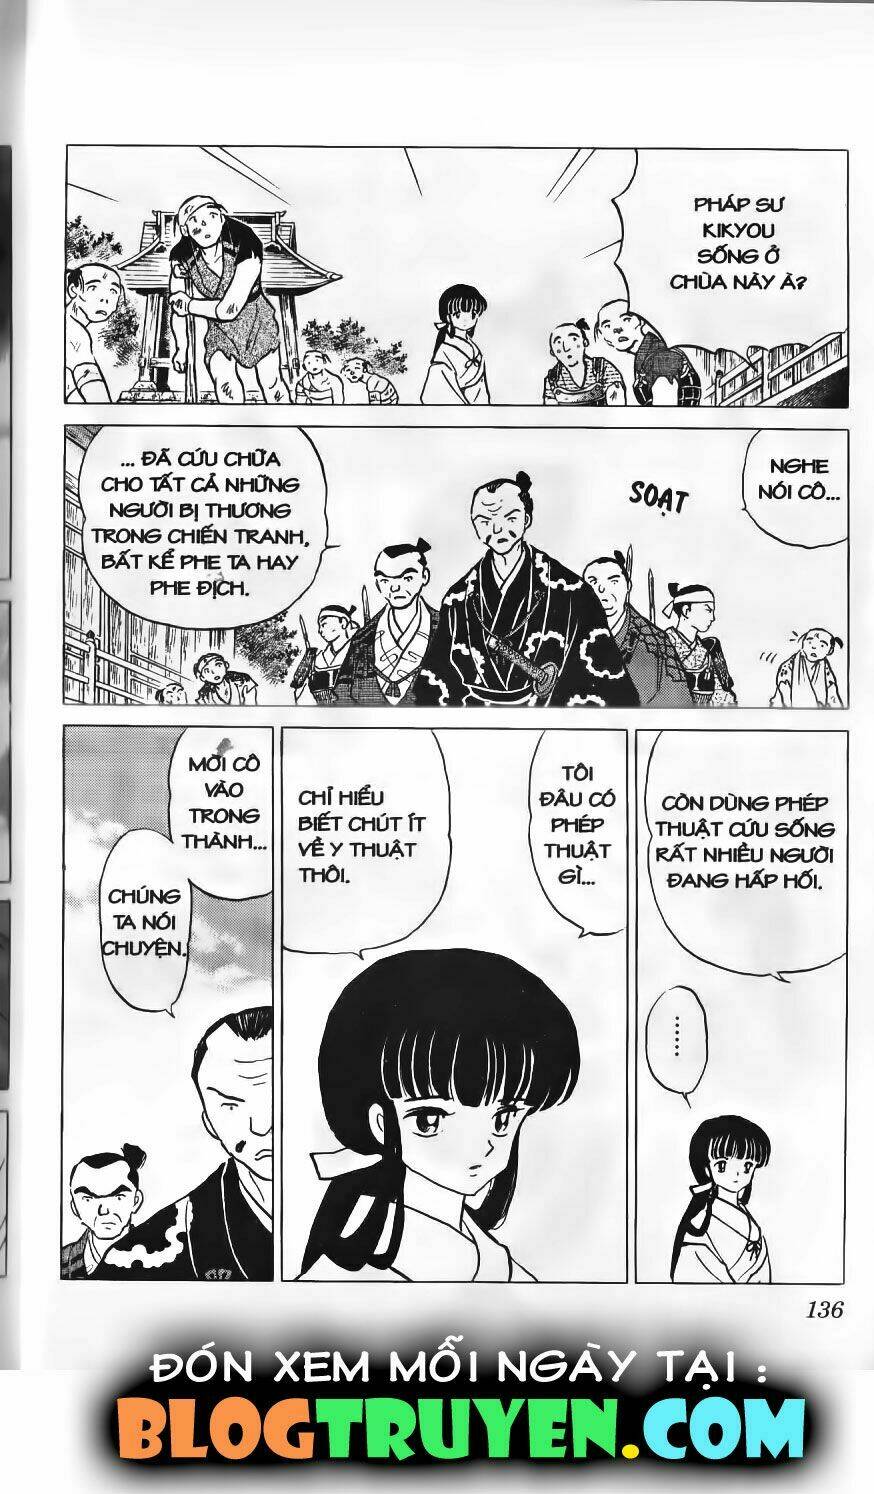 PHÁP SƯ
KIKYOU
SỐNG Ở
CHÙA NÀY À?
NGHE
NÓI CÔ...
SOẠT
... ĐÃ CỨU CHỮA
CHO TẤT CẢ NHỮNG
NGƯỜI BỊ THƯƠNG
TRONG CHIẾN TRANH,
BẤT KỂ PHE TA HAY
PHE ĐỊCH.
CÒN DÙNG PHÉP
THUẬT CỨU SỐNG
RẤT NHIỀU NGƯỜI
ĐANG HẤP HỐI.
......
TÔI
ĐÂU CÓ
PHÉP
THUẬT
GÌ...
CHỈ HIỂU
BIẾT CHÚT ÍT
VỀ Y THUẬT
THÔI.
MỜI CÔ
VÀO
TRONG
THÀNH...
CHÚNG
TA NÓI
CHUYỆN.
136
ĐÓN XEM MỖI NGÀY TẠI :
BLOGTRUYEN.COM